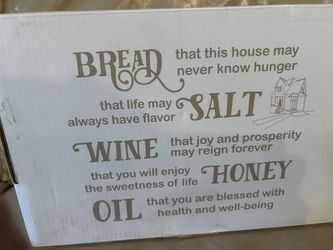 BREAD that this house may
never know hunger
that life may SALT
always have flavor
WINE that joy and prosperity
may reign forever
that you will enjoy HONEY
the sweetness of life
OIL that you are blessed with
health and well-being